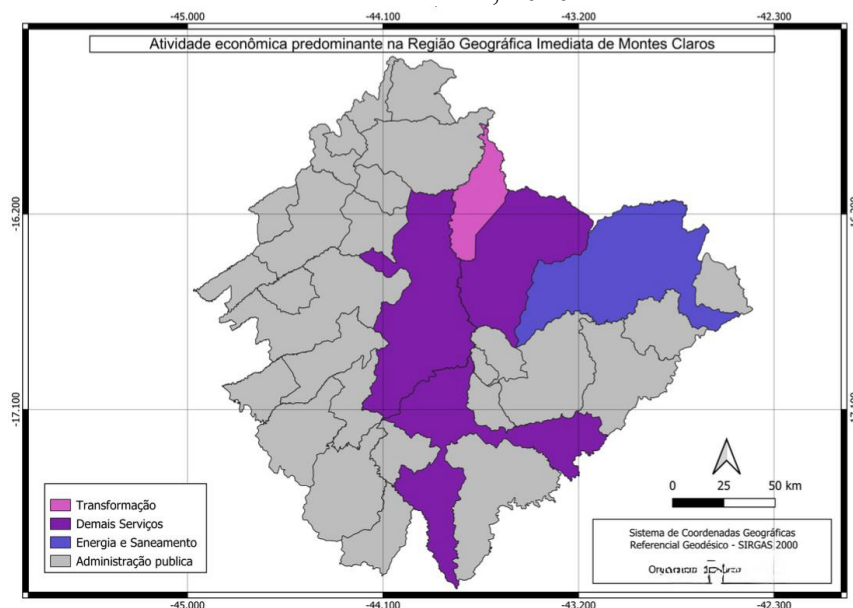 -45.000 -44.100 -43.200 -42.300
Atividade econômica predominante na Região Geográfica Imediata de Montes Claros
-16.200
-17.100
0 25 50 km
Transformação
Demais Serviços
Energia e Saneamento
Administração publica
Sistema de Coordenadas Geográficas
Referencial Geodésico - SIRGAS 2000
-45.000 -44.100 -43.200 -42.300